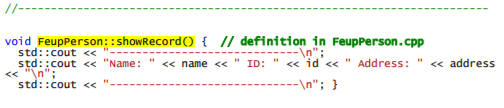 //--------------------------------------------------------------------
void FeupPerson::showRecord() {  // definition in FeupPerson.cpp
  std::cout << "---------------------------\n";
  std::cout << "Name: " << name << " ID: " << id << " Address: " << address
<< "\n";
  std::cout << "---------------------------\n"; }